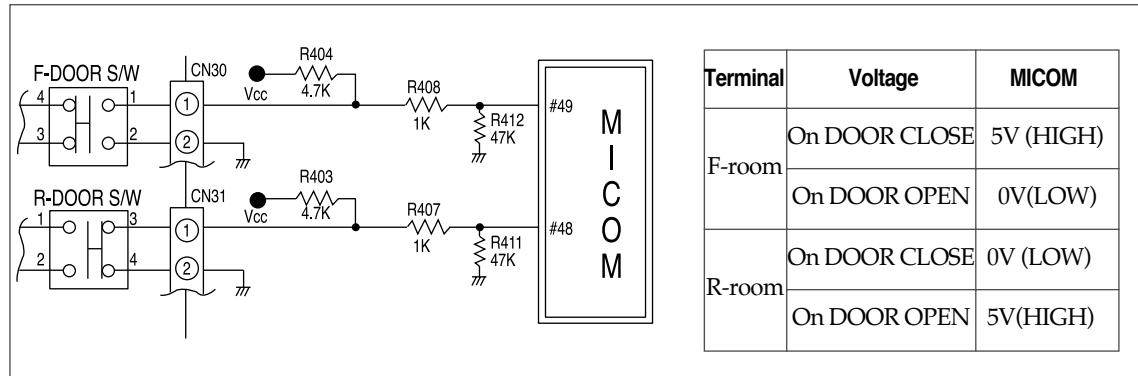 F-DOOR S/W
4
1
3
2
CN30
1
2
R404
Vcc
4.7K
R408
1K
R412
47K
#49
R-DOOR S/W
1
3
2
4
CN31
1
2
R403
Vcc
4.7K
R407
1K
R411
47K
#48
MICOM
Terminal Voltage MICOM
F-room
On DOOR CLOSE 5V (HIGH)
On DOOR OPEN 0V(LOW)
R-room
On DOOR CLOSE 0V (LOW)
On DOOR OPEN 5V(HIGH)